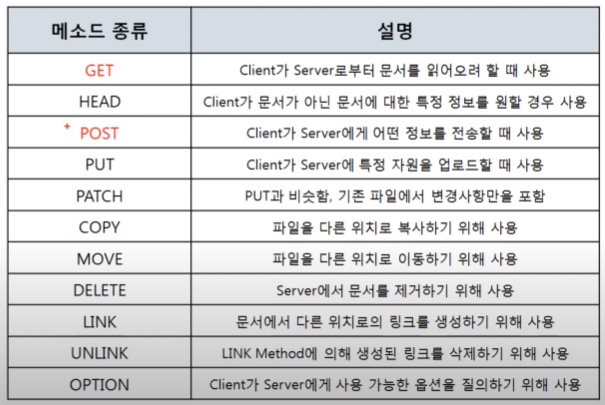 메소드 종류 설명
GET Client가 Server로부터 문서를 읽어오려 할 때 사용
HEAD Client가 문서가 아닌 문서에 대한 특정 정보를 원할 경우 사용
+ POST Client가 Server에게 어떤 정보를 전송할 때 사용
PUT Client가 Server에 특정 자원을 업로드할 때 사용
PATCH PUT과 비슷함, 기존 파일에서 변경사항만을 포함
COPY 파일을 다른 위치로 복사하기 위해 사용
MOVE 파일을 다른 위치로 이동하기 위해 사용
DELETE Server에서 문서를 제거하기 위해 사용
LINK 문서에서 다른 위치로의 링크를 생성하기 위해 사용
UNLINK LINK Method에 의해 생성된 링크를 삭제하기 위해 사용
OPTION Client가 Server에게 사용 가능한 옵션을 질의하기 위해 사용